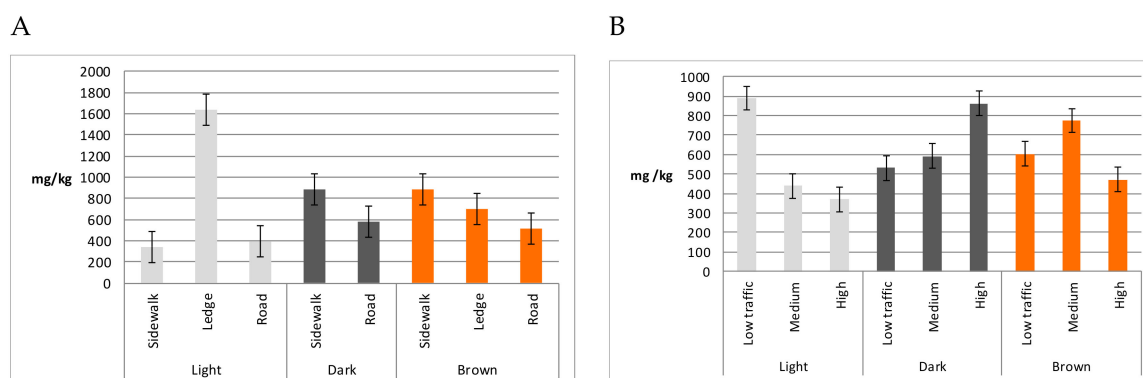 A
2000
1800
1600
1400
1200
1000
800
600
400
200
0
mg/kg
Sidewalk
Ledge
Road
Sidewalk
Road
Sidewalk
Ledge
Road
Light
Dark
Brown
B
1000
900
800
700
600
500
400
300
200
100
0
mg /kg
Low traffic
Medium
High
Low traffic
Medium
High
Low traffic
Medium
High
Light
Dark
Brown